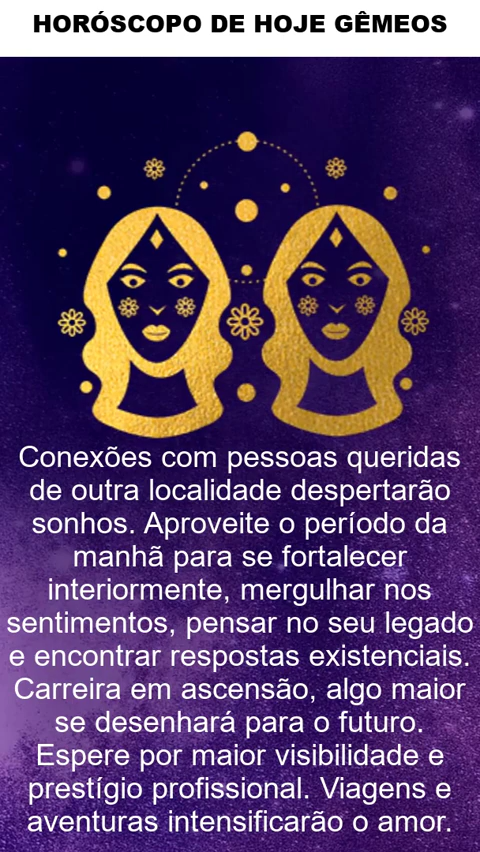 HORÓSCOPO DE HOJE GÊMEOS
Conexões com pessoas queridas
de outra localidade despertarão
sonhos. Aproveite o período da
manhã para se fortalecer
interiormente, mergulhar nos
sentimentos, pensar no seu legado
e encontrar respostas existenciais.
Carreira em ascensão, algo maior
se desenhará para o futuro.
Espere por maior visibilidade e
prestígio profissional. Viagens e
aventuras intensificarão o amor.